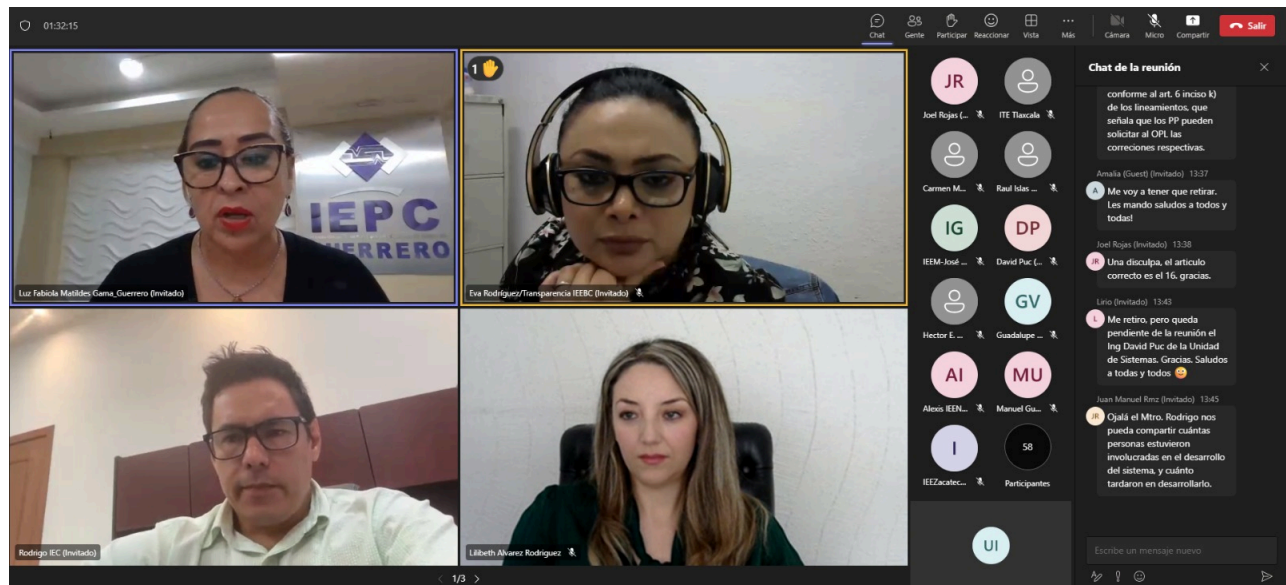 01:32:15
Chat
Gente
Participar
Reaccionar
Vista
Más
Cámara
Micro
Compartir
Salir
IEPC
GUERRERO
Luz Fabiola Matildes Gama_Guerrero (Invitado)
1
Eva Rodríguez/Transparencia IEEBC (Invitado)
Rodrigo IEC (Invitado)
Lilibeth Alvarez Rodriguez
1/3
JR
Joel Rojas (...
ITE Tlaxcala
Carmen M...
Raul Islas ...
IG
IEEM-José ...
DP
David Puc (...
Hector E. ...
GV
Guadalupe ...
AI
Alexis IEEN...
MU
Manuel Gu...
I
IEEZacatec...
58
Participantes
UI
Chat de la reunión
conforme al art. 6 inciso k)
de los lineamientos, que
señala que los PP pueden
solicitar al OPL las
correciones respectivas.
Amalia (Guest) (Invitado) 13:37
A
Me voy a tener que retirar.
Les mando saludos a todos y
todas!
Joel Rojas (Invitado) 13:38
JR
Una disculpa, el articulo
correcto es el 16. gracias.
Lirio (Invitado) 13:43
L
Me retiro, pero queda
pendiente de la reunión el
Ing David Puc de la Unidad
de Sistemas. Gracias. Saludos
a todas y todos
Juan Manuel Rmz (Invitado) 13:45
JR
Ojalá el Mtro. Rodrigo nos
pueda compartir cuántas
personas estuvieron
involucradas en el desarrollo
del sistema, y cuánto
tardaron en desarrollarlo.
Escribe un mensaje nuevo